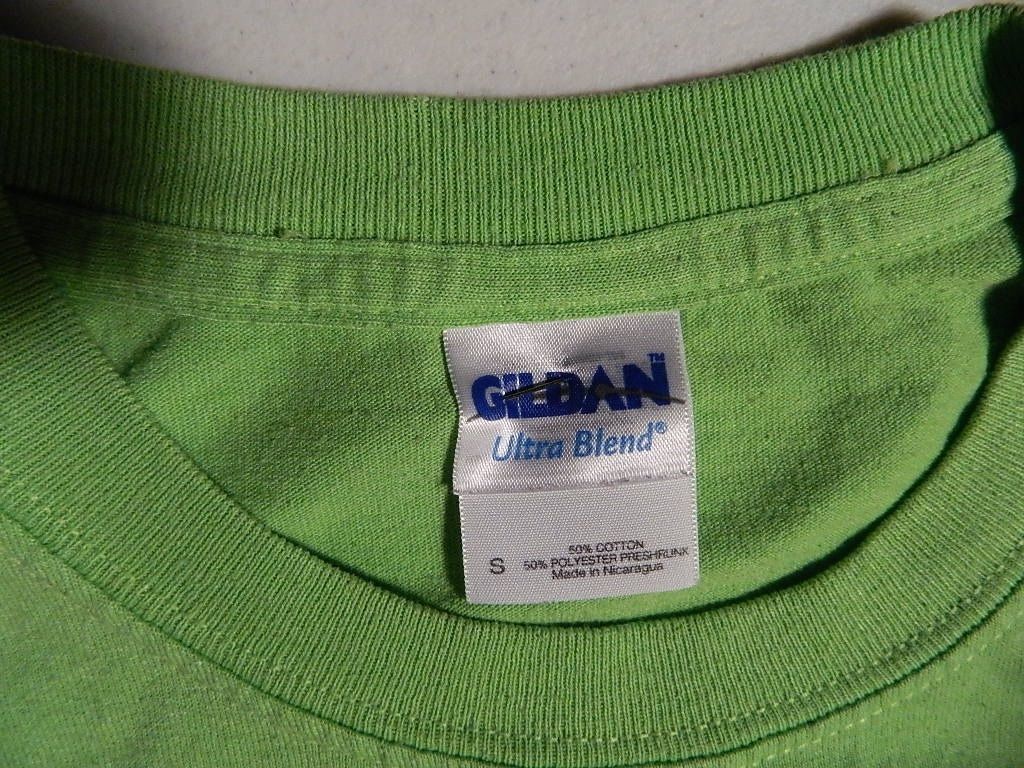 GILDAN™
Ultra Blend®
50% COTTON
S 50% POLYESTER PRESHRUNK
Made in Nicaragua